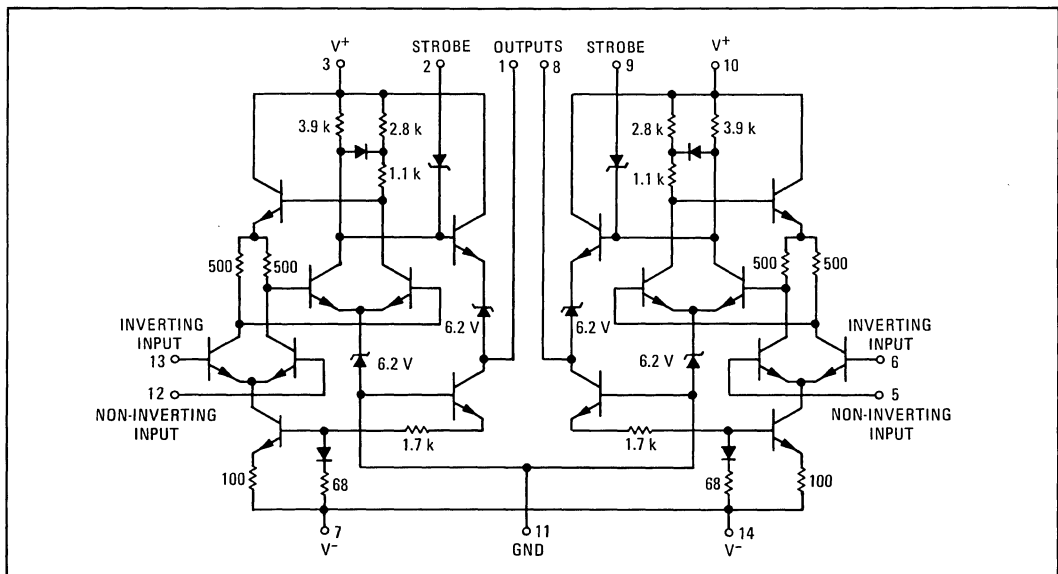 V+ STROBE OUTPUTS STROBE V+
3 2 1 8 9 10
3.9 k 2.8 k 2.8 k 3.9 k
1.1 k 1.1 k
500 500 500 500
6.2 V 6.2 V
INVERTING
INPUT
13
6.2 V 6.2 V
INVERTING
INPUT
6
12
NON-INVERTING
INPUT
5
NON-INVERTING
INPUT
1.7 k 1.7 k
100 68 68 100
7 11 14
V- GND V-